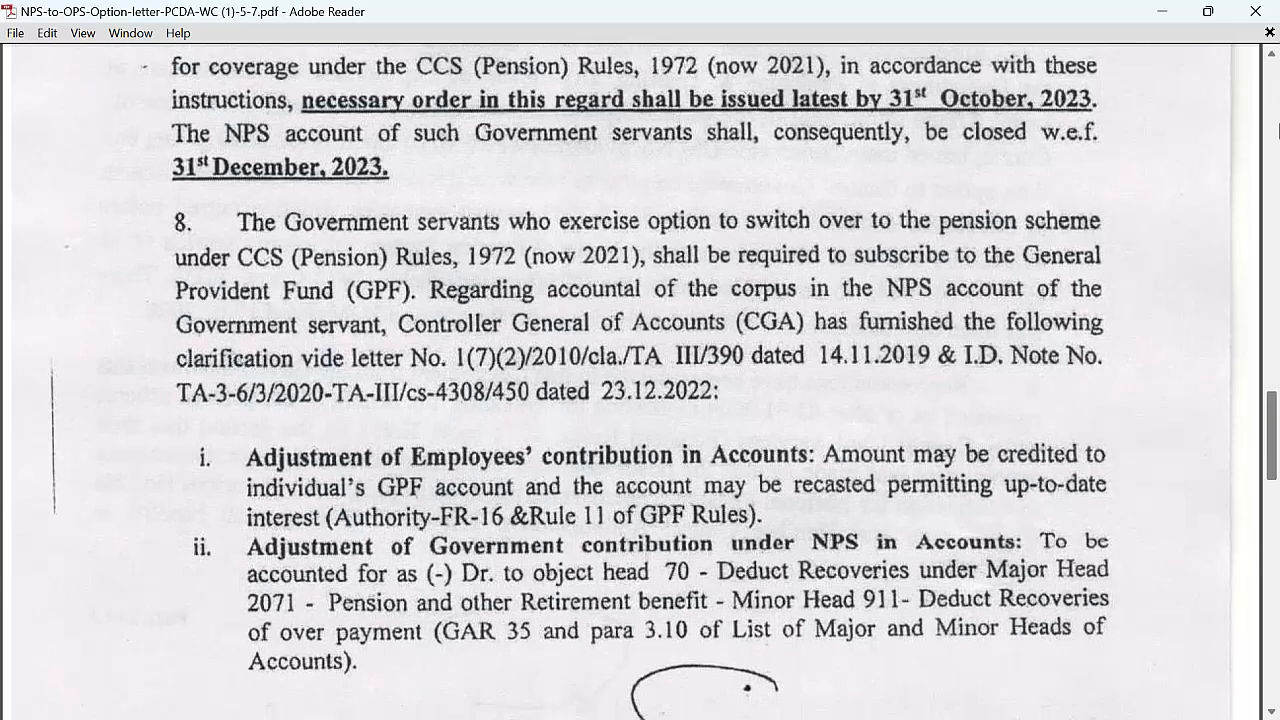 NPS-to-OPS-Option-letter-PCDA-WC (1)-5-7.pdf - Adobe Reader
File Edit View Window Help
for coverage under the CCS (Pension) Rules, 1972 (now 2021), in accordance with these
instructions, necessary order in this regard shall be issued latest by 31st October, 2023.
The NPS account of such Government servants shall, consequently, be closed w.e.f.
31st December, 2023.
8. The Government servants who exercise option to switch over to the pension scheme
under CCS (Pension) Rules, 1972 (now 2021), shall be required to subscribe to the General
Provident Fund (GPF). Regarding accountal of the corpus in the NPS account of the
Government servant, Controller General of Accounts (CGA) has furnished the following
clarification vide letter No. 1(7)(2)/2010/cla./TA III/390 dated 14.11.2019 & I.D. Note No.
TA-3-6/3/2020-TA-III/cs-4308/450 dated 23.12.2022:
i. Adjustment of Employees' contribution in Accounts: Amount may be credited to
individual's GPF account and the account may be recasted permitting up-to-date
interest (Authority-FR-16 &Rule 11 of GPF Rules).
ii. Adjustment of Government contribution under NPS in Accounts: To be
accounted for as (-) Dr. to object head 70 - Deduct Recoveries under Major Head
2071 - Pension and other Retirement benefit - Minor Head 911- Deduct Recoveries
of over payment (GAR 35 and para 3.10 of List of Major and Minor Heads of
Accounts).